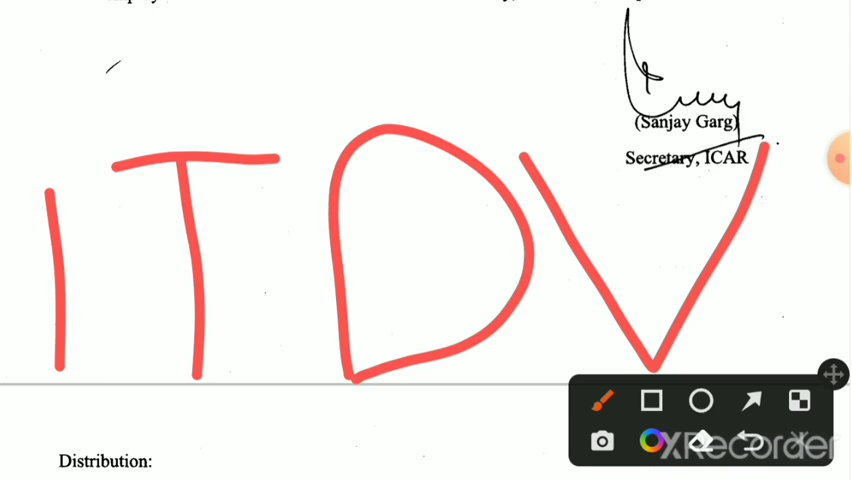 (Sanjay Garg)
Secretary, ICAR
ITDV
Distribution:
XRecorder